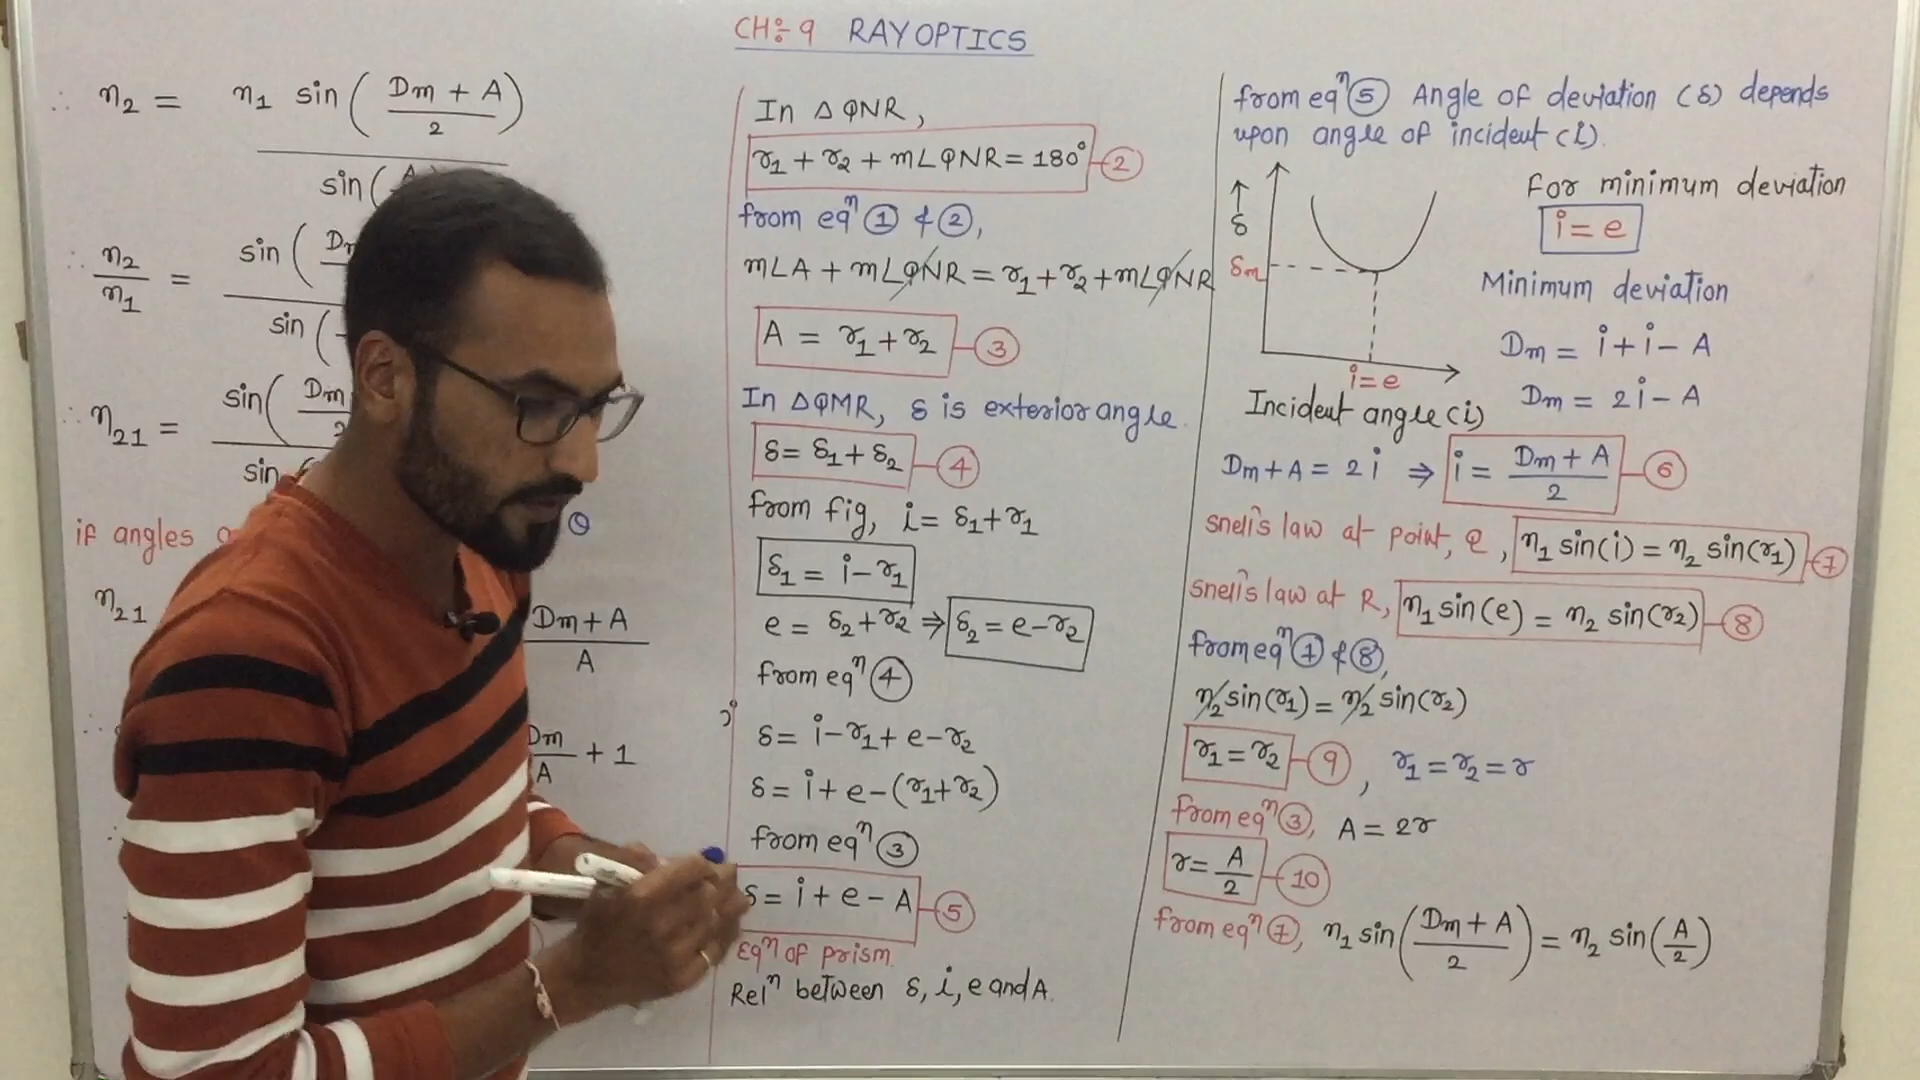 CH:- 9 RAY OPTICS
∴ n2 = n1 sin ( Dm + A / 2 )
sin (
∴ n2 / n1 = sin (
sin (
∴ n21 = sin( Dm
sin
if angles
n21
Dm + A
A
Dm
A + 1
In △QNR,
r1 + r2 + m∠QNR = 180° - 2
from eqn 1 & 2,
m∠A + m∠QNR = r1 + r2 + m∠QNR
A = r1 + r2 - 3
In △QMR, δ is exterior angle.
δ = δ1 + δ2 - 4
from fig, i = δ1 + r1
δ1 = i - r1
e = δ2 + r2 ⇒ δ2 = e - r2
from eqn 4
δ = i - r1 + e - r2
δ = i + e - (r1 + r2)
from eqn 3
δ = i + e - A - 5
Eqn of prism.
Reln between δ, i, e and A.
from eqn 5 Angle of deviation (δ) depends
upon angle of incident (i).
↑
δ
δm
i = e
Incident angle (i)
For minimum deviation
i = e
Minimum deviation
Dm = i + i - A
Dm = 2i - A
Dm + A = 2i ⇒ i = Dm + A / 2 - 6
snell's law at point, Q, n1 sin(i) = n2 sin(r1) - 7
snell's law at R, n1 sin(e) = n2 sin(r2) - 8
from eqn 7 & 8,
n2 sin(r1) = n2 sin(r2)
r1 = r2 - 9, r1 = r2 = r
from eqn 3, A = 2r
r = A / 2 - 10
from eqn 7, n1 sin ( Dm + A / 2 ) = n2 sin ( A / 2 )